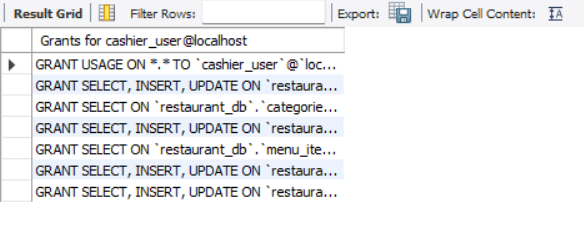 Result Grid Filter Rows: Export: Wrap Cell Content: IA
Grants for cashier_user@localhost
GRANT USAGE ON *.* TO `cashier_user`@`loc...
GRANT SELECT, INSERT, UPDATE ON `restaura...
GRANT SELECT ON `restaurant_db`.`categorie...
GRANT SELECT, INSERT, UPDATE ON `restaura...
GRANT SELECT ON `restaurant_db`.`menu_ite...
GRANT SELECT, INSERT, UPDATE ON `restaura...
GRANT SELECT, INSERT, UPDATE ON `restaura...